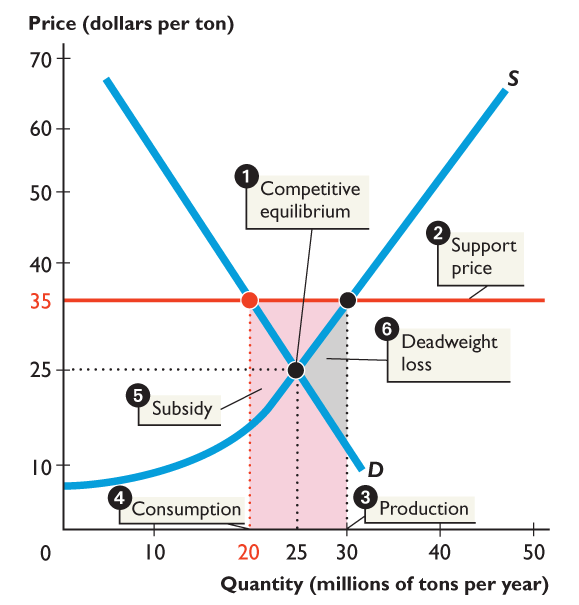 Price (dollars per ton)
70
S
60
1
Competitive
equilibrium
50
2
Support
price
40
35
6
Deadweight
loss
25
5
Subsidy
10
D
4
Consumption
3
Production
0
10
20
25
30
40
50
Quantity (millions of tons per year)